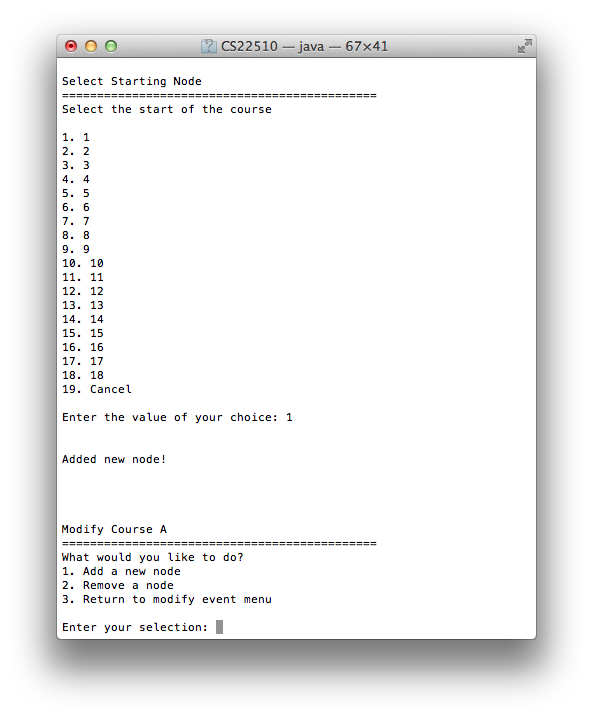 CS22510 — java — 67×41
Select Starting Node
=============================================
Select the start of the course
1. 1
2. 2
3. 3
4. 4
5. 5
6. 6
7. 7
8. 8
9. 9
10. 10
11. 11
12. 12
13. 13
14. 14
15. 15
16. 16
17. 17
18. 18
19. Cancel
Enter the value of your choice: 1
Added new node!
Modify Course A
=============================================
What would you like to do?
1. Add a new node
2. Remove a node
3. Return to modify event menu
Enter your selection: